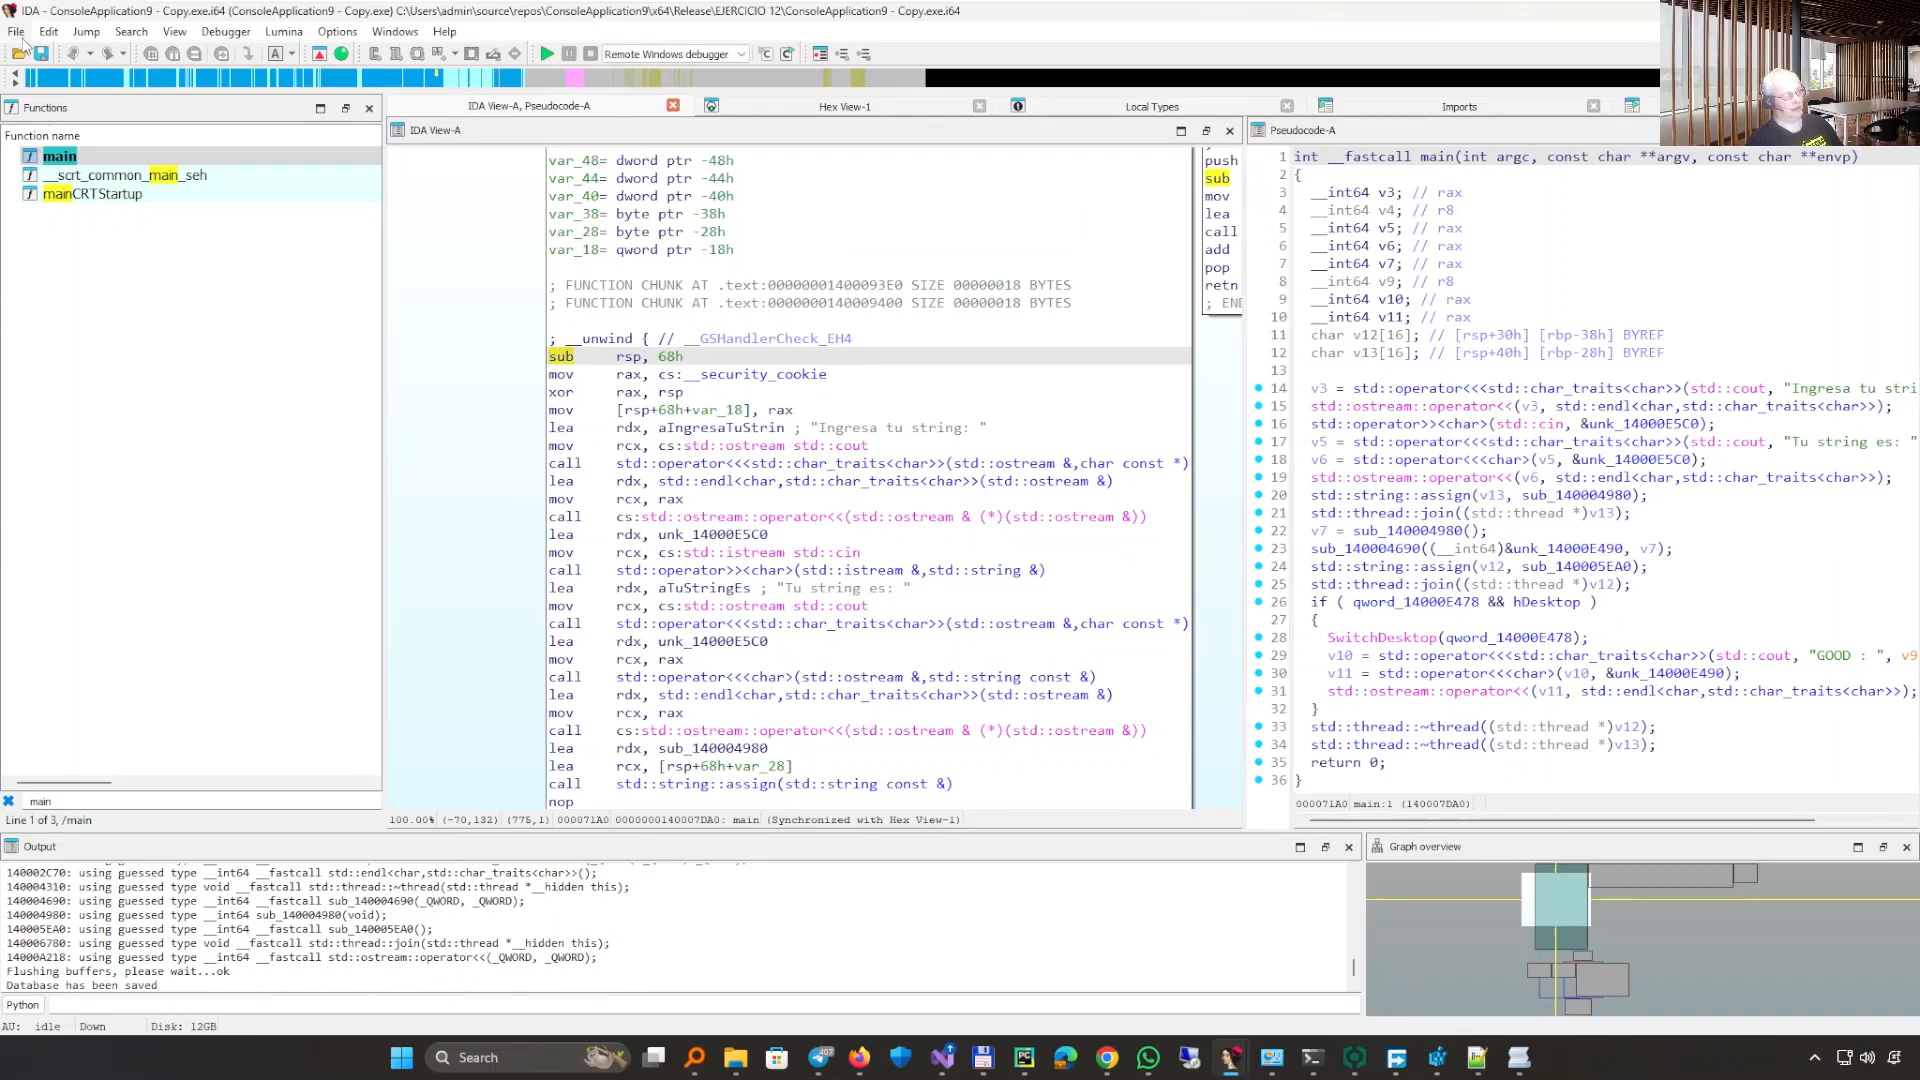 IDA - ConsoleApplication9 - Copy.exe.i64 (ConsoleApplication9 - Copy.exe) C:\Users\admin\source\repos\ConsoleApplication9\x64\Release\EJERCICIO 12\ConsoleApplication9 - Copy.exe.i64
File Edit Jump Search View Debugger Lumina Options Windows Help
Remote Windows debugger
Functions
Function name
main
__scrt_common_main_seh
mainCRTStartup
main
Line 1 of 3, /main
IDA View-A, Pseudocode-A
Hex View-1
Local Types
Imports
IDA View-A
var_48= dword ptr -48h
var_44= dword ptr -44h
var_40= dword ptr -40h
var_38= byte ptr -38h
var_28= byte ptr -28h
var_18= qword ptr -18h
; FUNCTION CHUNK AT .text:00000001400093E0 SIZE 00000018 BYTES
; FUNCTION CHUNK AT .text:0000000140009400 SIZE 00000018 BYTES
; __unwind { // __GSHandlerCheck_EH4
sub rsp, 68h
mov rax, cs:__security_cookie
xor rax, rsp
mov [rsp+68h+var_18], rax
lea rdx, aIngresaTuStrin ; "Ingresa tu string: "
mov rcx, cs:std::ostream std::cout
call std::operator<<<std::char_traits<char>>(std::ostream &,char const *)
lea rdx, std::endl<char,std::char_traits<char>>(std::ostream &)
mov rcx, rax
call cs:std::ostream::operator<<(std::ostream & (*)(std::ostream &))
lea rdx, unk_14000E5C0
mov rcx, cs:std::istream std::cin
call std::operator>><char>(std::istream &,std::string &)
lea rdx, aTuStringEs ; "Tu string es: "
mov rcx, cs:std::ostream std::cout
call std::operator<<<std::char_traits<char>>(std::ostream &,char const *)
lea rdx, unk_14000E5C0
mov rcx, rax
call std::operator<<<char>(std::ostream &,std::string const &)
lea rdx, std::endl<char,std::char_traits<char>>(std::ostream &)
mov rcx, rax
call cs:std::ostream::operator<<(std::ostream & (*)(std::ostream &))
lea rdx, sub_140004980
lea rcx, [rsp+68h+var_28]
call std::string::assign(std::string const &)
nop
push
sub
mov
lea
call
add
pop
retn
; END
100.00% (-70,132) (775,1) 000071A0 0000000140007DA0: main (Synchronized with Hex View-1)
Pseudocode-A
1 int __fastcall main(int argc, const char **argv, const char **envp)
2 {
3 __int64 v3; // rax
4 __int64 v4; // r8
5 __int64 v5; // rax
6 __int64 v6; // rax
7 __int64 v7; // rax
8 __int64 v9; // r8
9 __int64 v10; // rax
10 __int64 v11; // rax
11 char v12[16]; // [rsp+30h] [rbp-38h] BYREF
12 char v13[16]; // [rsp+40h] [rbp-28h] BYREF
13
14 v3 = std::operator<<<std::char_traits<char>>(std::cout, "Ingresa tu stri
15 std::ostream::operator<<(v3, std::endl<char,std::char_traits<char>>);
16 std::operator>><char>(std::cin, &unk_14000E5C0);
17 v5 = std::operator<<<std::char_traits<char>>(std::cout, "Tu string es: "
18 v6 = std::operator<<<char>(v5, &unk_14000E5C0);
19 std::ostream::operator<<(v6, std::endl<char,std::char_traits<char>>);
20 std::string::assign(v13, sub_140004980);
21 std::thread::join((std::thread *)v13);
22 v7 = sub_140004980();
23 sub_140004690((__int64)&unk_14000E490, v7);
24 std::string::assign(v12, sub_140005EA0);
25 std::thread::join((std::thread *)v12);
26 if ( qword_14000E478 && hDesktop )
27 {
28 SwitchDesktop(qword_14000E478);
29 v10 = std::operator<<<std::char_traits<char>>(std::cout, "GOOD : ", v9
30 v11 = std::operator<<<char>(v10, &unk_14000E490);
31 std::ostream::operator<<(v11, std::endl<char,std::char_traits<char>>);
32 }
33 std::thread::~thread((std::thread *)v12);
34 std::thread::~thread((std::thread *)v13);
35 return 0;
36 }
000071A0 main:1 (140007DA0)
Output
140002C70: using guessed type __int64 __fastcall std::endl<char,std::char_traits<char>>();
140004310: using guessed type void __fastcall std::thread::~thread(std::thread *__hidden this);
140004690: using guessed type __int64 __fastcall sub_140004690(_QWORD, _QWORD);
140004980: using guessed type __int64 sub_140004980(void);
140005EA0: using guessed type __int64 __fastcall sub_140005EA0();
140006780: using guessed type void __fastcall std::thread::join(std::thread *__hidden this);
14000A218: using guessed type __int64 __fastcall std::ostream::operator<<(_QWORD, _QWORD);
Flushing buffers, please wait...ok
Database has been saved
Python
AU: idle Down Disk: 12GB
Graph overview
Search